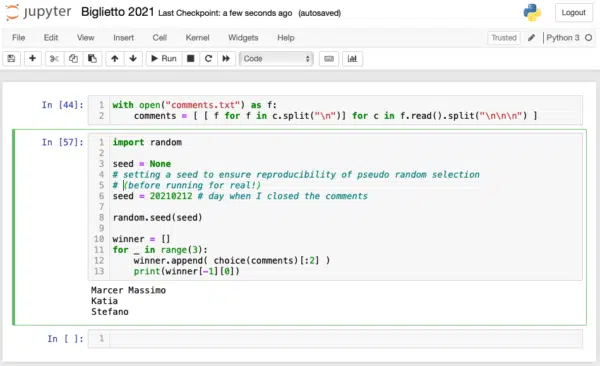 jupyter Biglietto 2021 Last Checkpoint: a few seconds ago (autosaved) Logout
File Edit View Insert Cell Kernel Widgets Help Trusted Python 3
Run Code
In [44]:
1 with open("comments.txt") as f:
2 comments = [ [ f for f in c.split("\n")] for c in f.read().split("\n\n\n") ]
In [57]:
1 import random
2
3 seed = None
4 # setting a seed to ensure reproducibility of pseudo random selection
5 # (before running for real!)
6 seed = 20210212 # day when I closed the comments
7
8 random.seed(seed)
9
10 winner = []
11 for _ in range(3):
12 winner.append( choice(comments)[:2] )
13 print(winner[-1][0])
Marcer Massimo
Katia
Stefano
In [ ]:
1